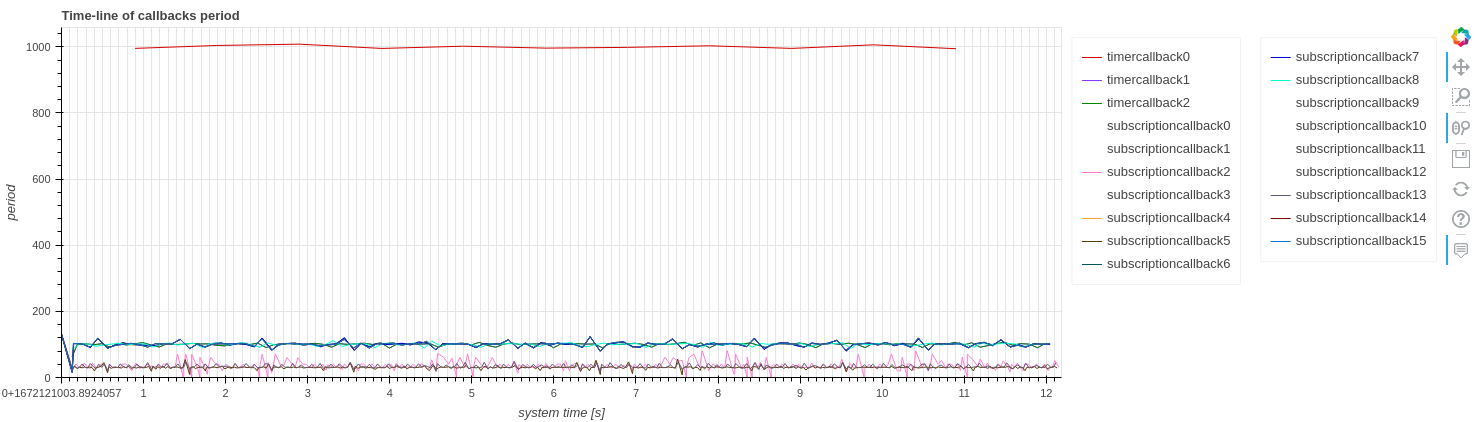 Time-line of callbacks period
period
1000
800
600
400
200
0
0+1672121003.8924057
1
2
3
4
5
6
7
8
9
10
11
12
system time [s]
timercallback0
timercallback1
timercallback2
subscriptioncallback0
subscriptioncallback1
subscriptioncallback2
subscriptioncallback3
subscriptioncallback4
subscriptioncallback5
subscriptioncallback6
subscriptioncallback7
subscriptioncallback8
subscriptioncallback9
subscriptioncallback10
subscriptioncallback11
subscriptioncallback12
subscriptioncallback13
subscriptioncallback14
subscriptioncallback15